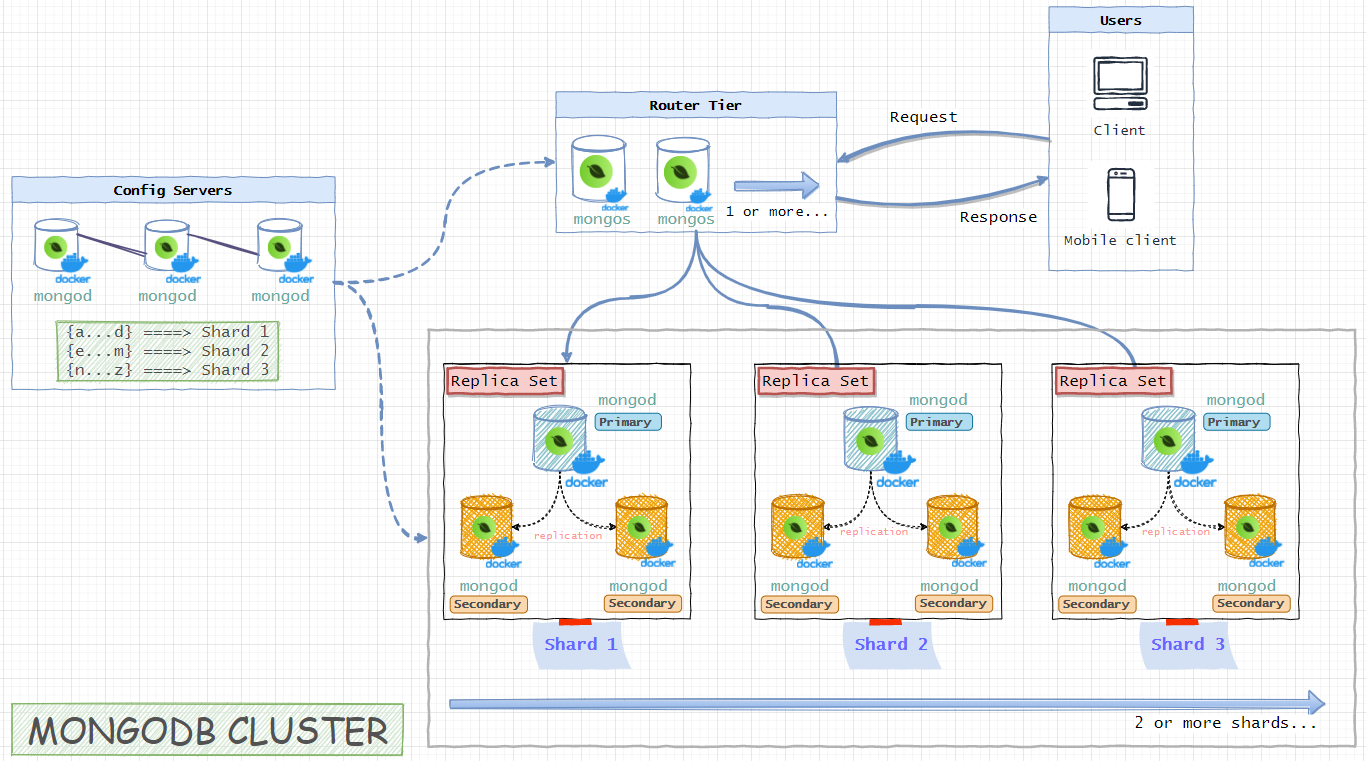 Users
Client
Mobile client
Router Tier
docker
docker
mongos
mongos
1 or more...
Request
Response
Config Servers
docker
docker
docker
mongod
mongod
mongod
{a...d} ====> Shard 1
{e...m} ====> Shard 2
{n...z} ====> Shard 3
Replica Set
mongod
Primary
docker
replication
docker
docker
mongod
mongod
Secondary
Secondary
Shard 1
Replica Set
mongod
Primary
docker
replication
docker
docker
mongod
mongod
Secondary
Secondary
Shard 2
Replica Set
mongod
Primary
docker
replication
docker
docker
mongod
mongod
Secondary
Secondary
Shard 3
2 or more shards...
MONGODB CLUSTER